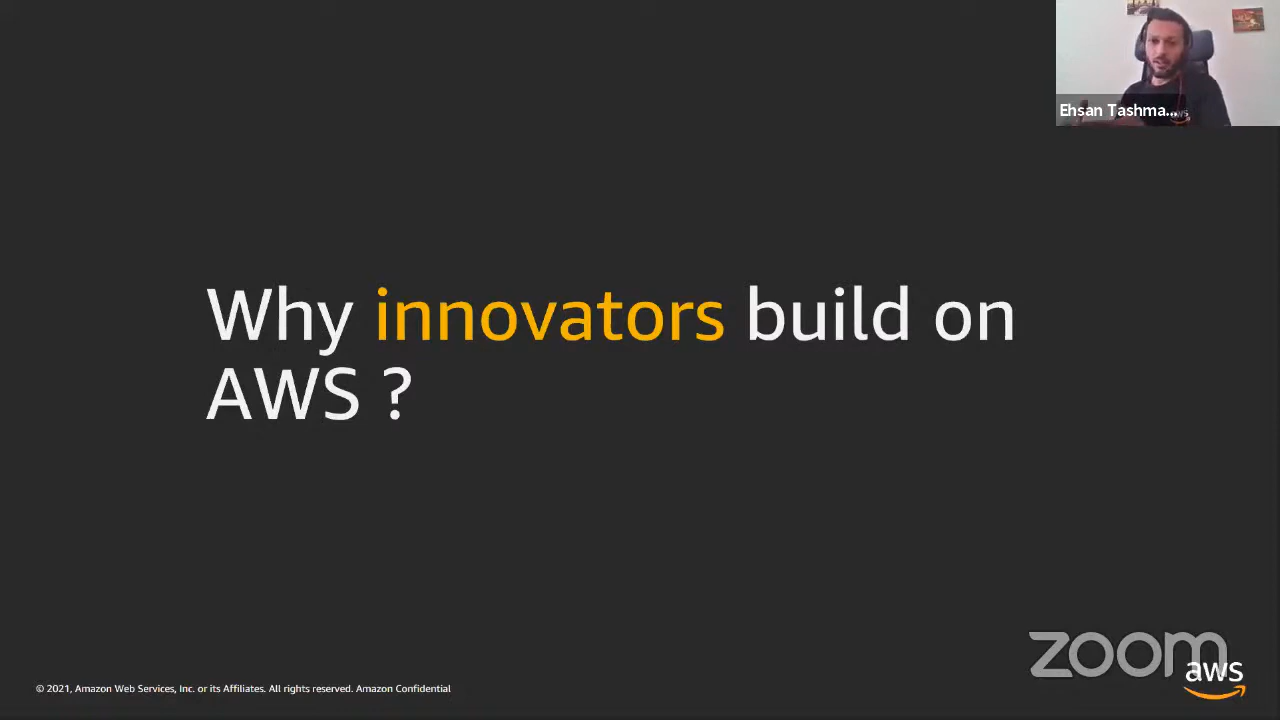 Ehsan Tashma...
aws
Why innovators build on
AWS ?
zoom
aws
© 2021, Amazon Web Services, Inc. or its Affiliates. All rights reserved. Amazon Confidential